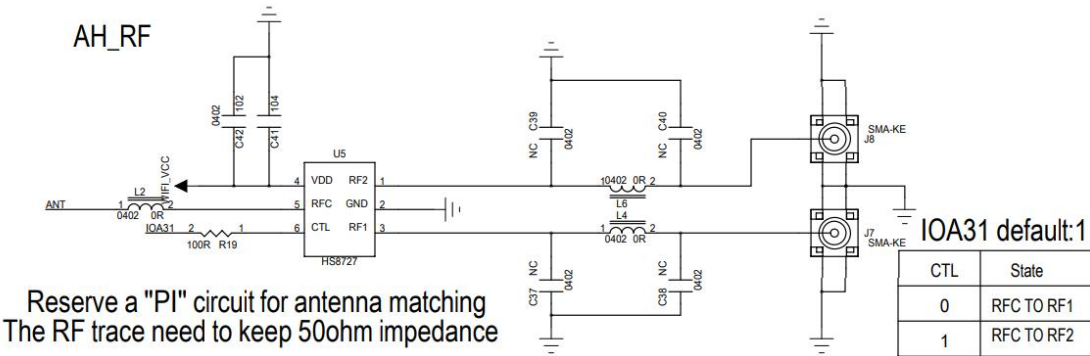 AH_RF
0402
102
C42
104
C41
WIFI_VCC
ANT
1
L2
2
0402 0R
IOA31
2
1
100R R19
U5
4 VDD RF2 1
5 RFC GND 2
6 CTL RF1 3
HS8727
C39
NC
0402
C40
NC
0402
1 0402 0R 2
L6
L4
1 2
0402 0R
NC
C37
0402
NC
C38
0402
SMA-KE
J8
J7
SMA-KE
IOA31 default:1
CTL State
0 RFC TO RF1
1 RFC TO RF2
Reserve a "PI" circuit for antenna matching
The RF trace need to keep 50ohm impedance